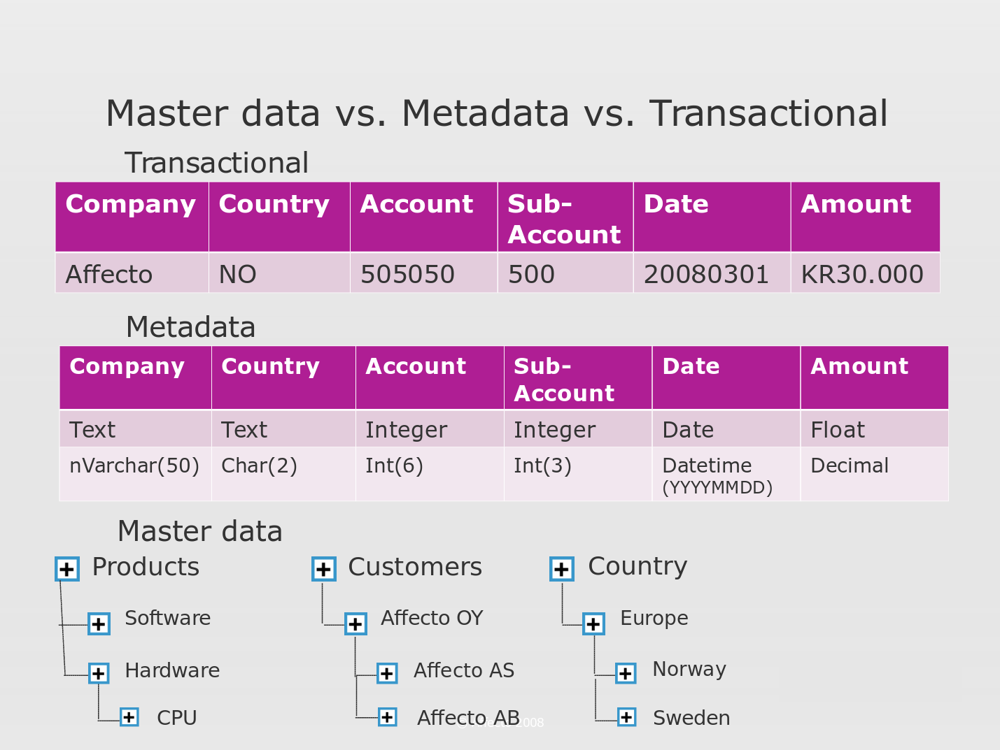 Master data vs. Metadata vs. Transactional
Transactional
Company Country Account Sub-Account Date Amount
Affecto NO 505050 500 20080301 KR30.000
Metadata
Company Country Account Sub-Account Date Amount
Text Text Integer Integer Date Float
nVarchar(50) Char(2) Int(6) Int(3) Datetime (YYYYMMDD) Decimal
Master data
Products Customers Country
Software Affecto OY Europe
Hardware Affecto AS Norway
CPU Affecto AB Sweden
© Affecto 2008